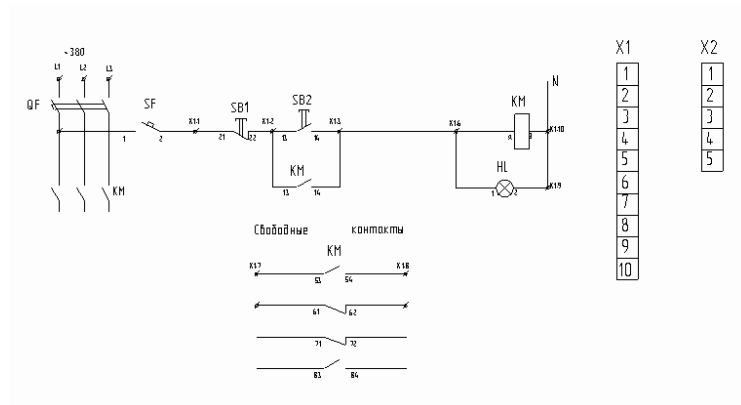 ~380
L1 L2 L3
QF
SF
SB1
SB2
KM
N
1 2
X1:1
21 22
X1:2
13 14
X1:3
X1:6
A B
X1:10
KM
KM
13 14
HL
1 2
X1:9
Свободные контакты
KM
X1:7
53 54
X1:8
61 62
71 72
83 84
X1
1
2
3
4
5
6
7
8
9
10
X2
1
2
3
4
5